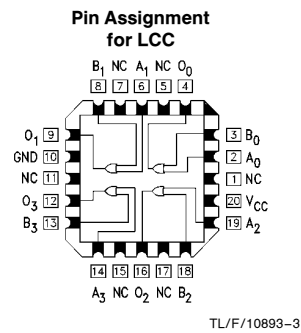 Pin Assignment
for LCC
B₁ NC A₁ NC O₀
8 7 6 5 4
O₁ 9
GND 10
NC 11
O₃ 12
B₃ 13
3 B₀
2 A₀
1 NC
20 V_CC
19 A₂
14 15 16 17 18
A₃ NC O₂ NC B₂
TL/F/10893–3